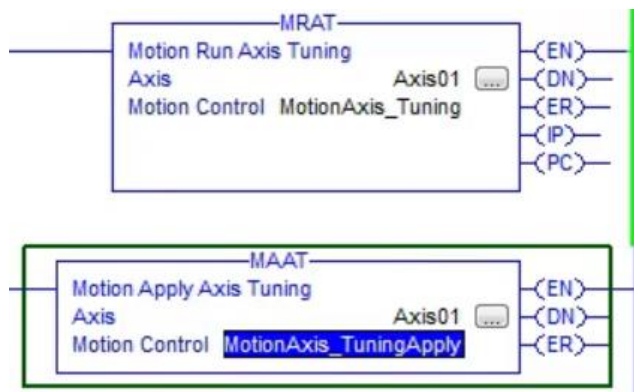 MRAT
Motion Run Axis Tuning
(EN)
Axis Axis01 ...
(DN)
Motion Control MotionAxis_Tuning
(ER)
(IP)
(PC)
MAAT
Motion Apply Axis Tuning
(EN)
Axis Axis01 ...
(DN)
Motion Control MotionAxis_TuningApply
(ER)